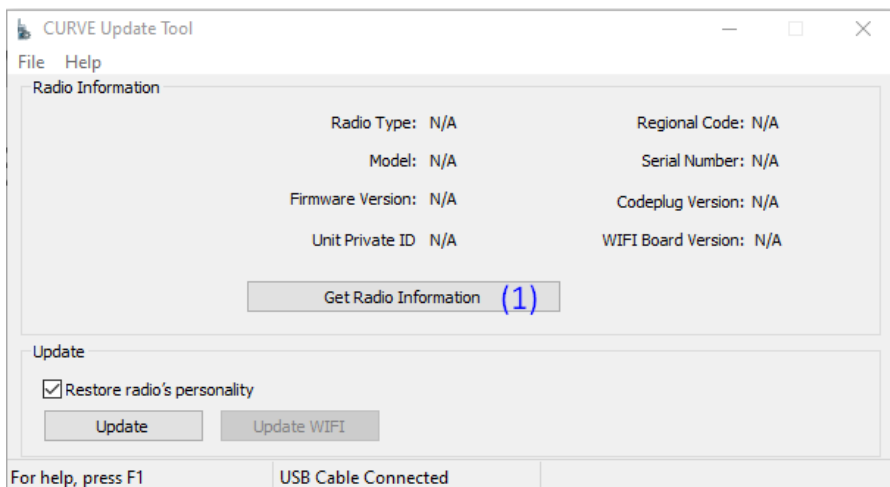 CURVE Update Tool
File Help
Radio Information
Radio Type: N/A Regional Code: N/A
Model: N/A Serial Number: N/A
Firmware Version: N/A Codeplug Version: N/A
Unit Private ID N/A WIFI Board Version: N/A
Get Radio Information (1)
Update
Restore radio's personality
Update Update WIFI
For help, press F1 USB Cable Connected